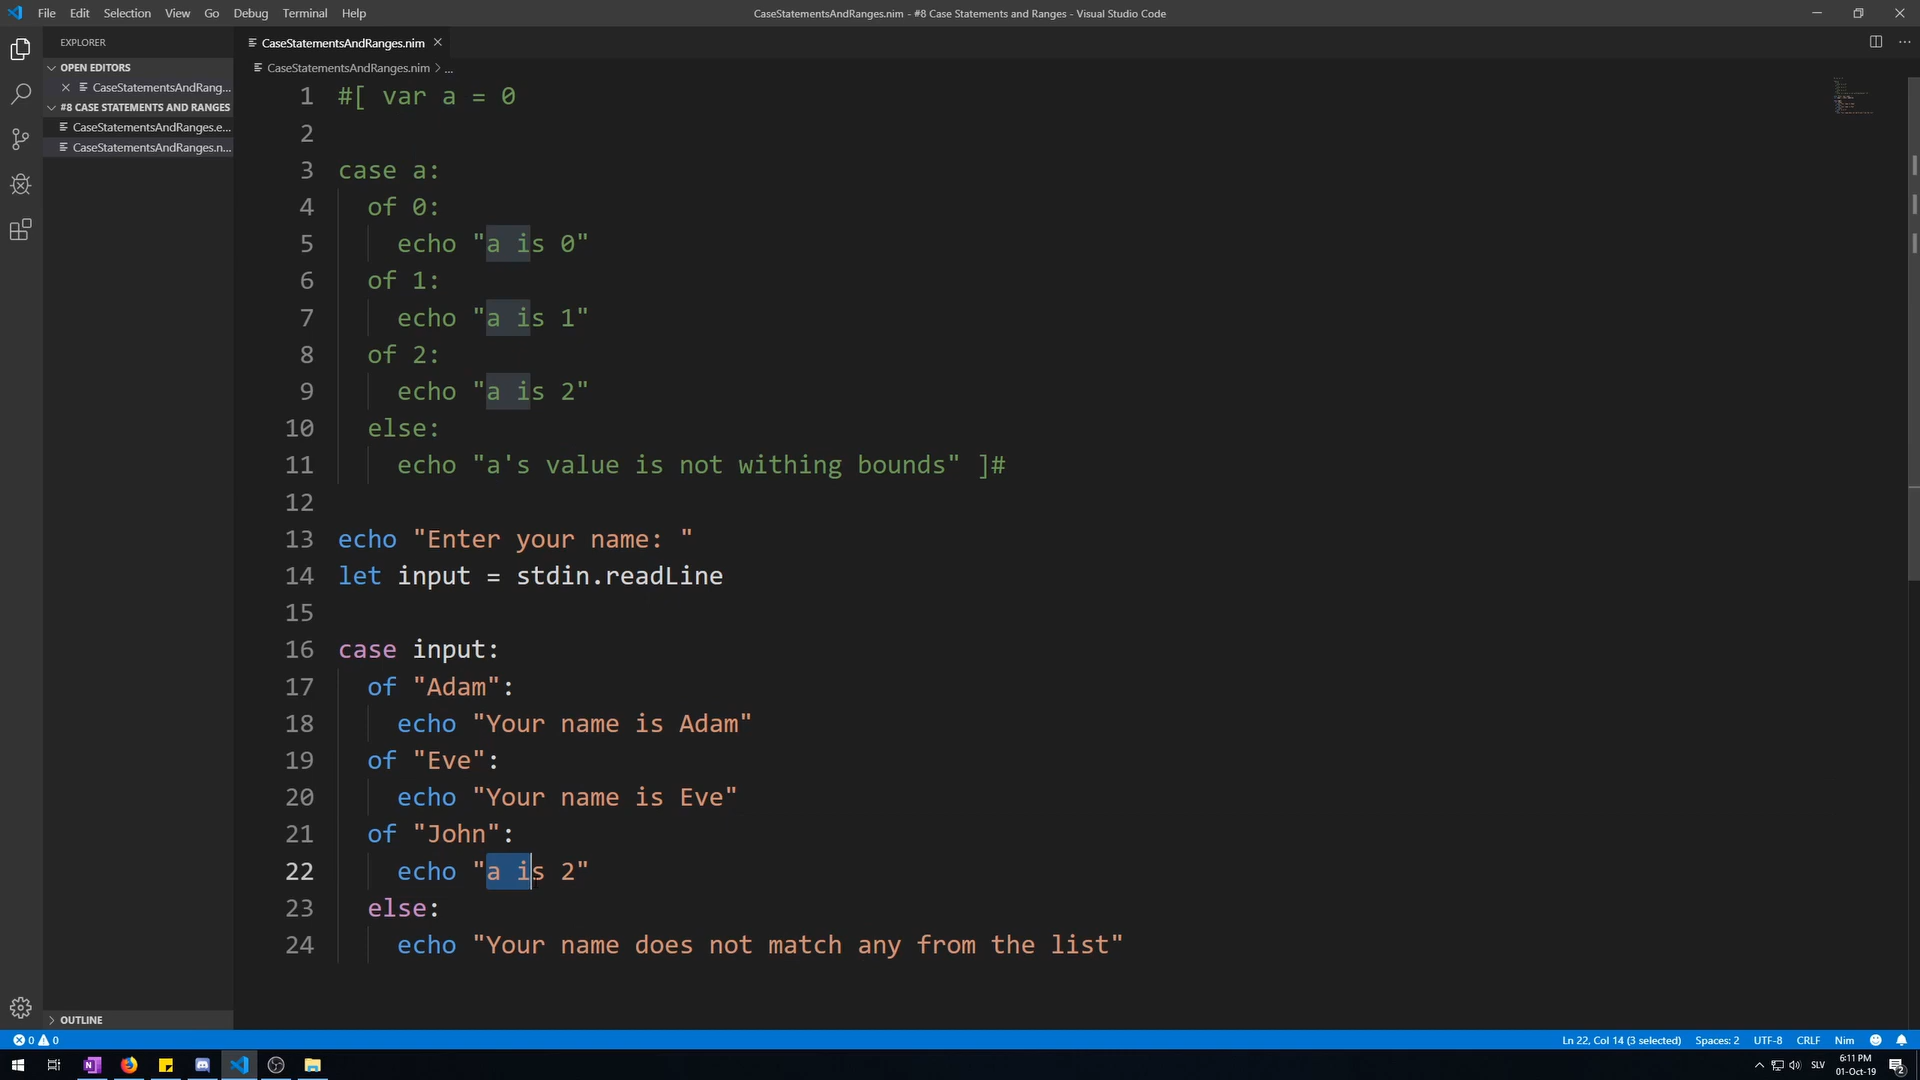 File Edit Selection View Go Debug Terminal Help
CaseStatementsAndRanges.nim - #8 Case Statements and Ranges - Visual Studio Code
EXPLORER
OPEN EDITORS
CaseStatementsAndRang...
#8 CASE STATEMENTS AND RANGES
CaseStatementsAndRanges.e...
CaseStatementsAndRanges.n...
OUTLINE
CaseStatementsAndRanges.nim
CaseStatementsAndRanges.nim > ...
1 #[ var a = 0
2
3 case a:
4 of 0:
5 echo "a is 0"
6 of 1:
7 echo "a is 1"
8 of 2:
9 echo "a is 2"
10 else:
11 echo "a's value is not withing bounds" ]#
12
13 echo "Enter your name: "
14 let input = stdin.readLine
15
16 case input:
17 of "Adam":
18 echo "Your name is Adam"
19 of "Eve":
20 echo "Your name is Eve"
21 of "John":
22 echo "a is 2"
23 else:
24 echo "Your name does not match any from the list"
0 0
Ln 22, Col 14 (3 selected) Spaces: 2 UTF-8 CRLF Nim
SLV
6:11 PM
01-Oct-19
2